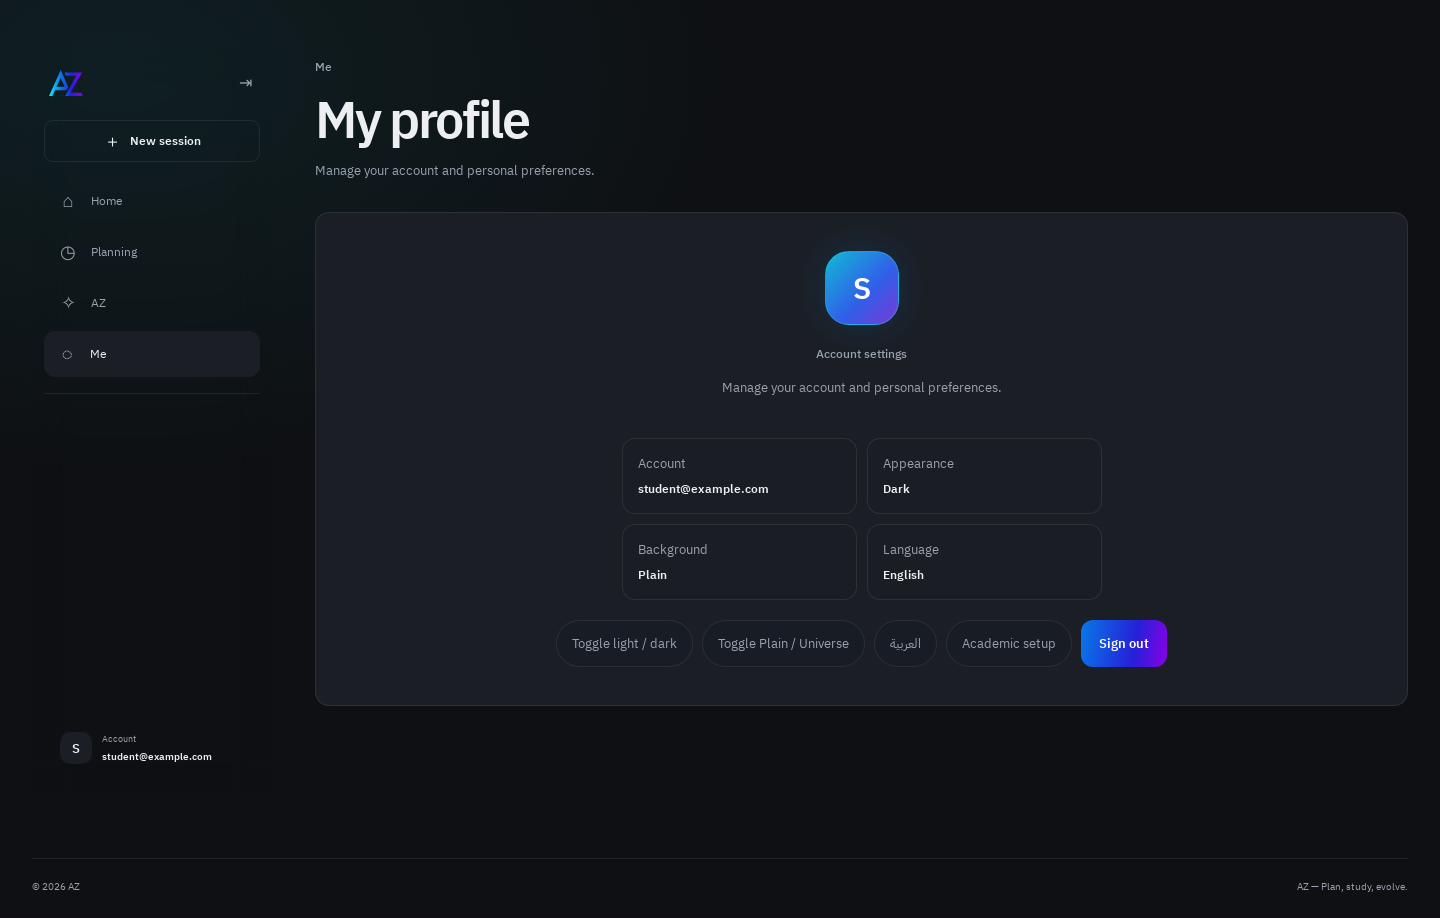 AZ
New session
Home
Planning
AZ
Me
Account
S
student@example.com
Me
My profile
Manage your account and personal preferences.
S
Account settings
Manage your account and personal preferences.
Account
student@example.com
Appearance
Dark
Background
Plain
Language
English
Toggle light / dark
Toggle Plain / Universe
العربية
Academic setup
Sign out
© 2026 AZ
AZ — Plan, study, evolve.